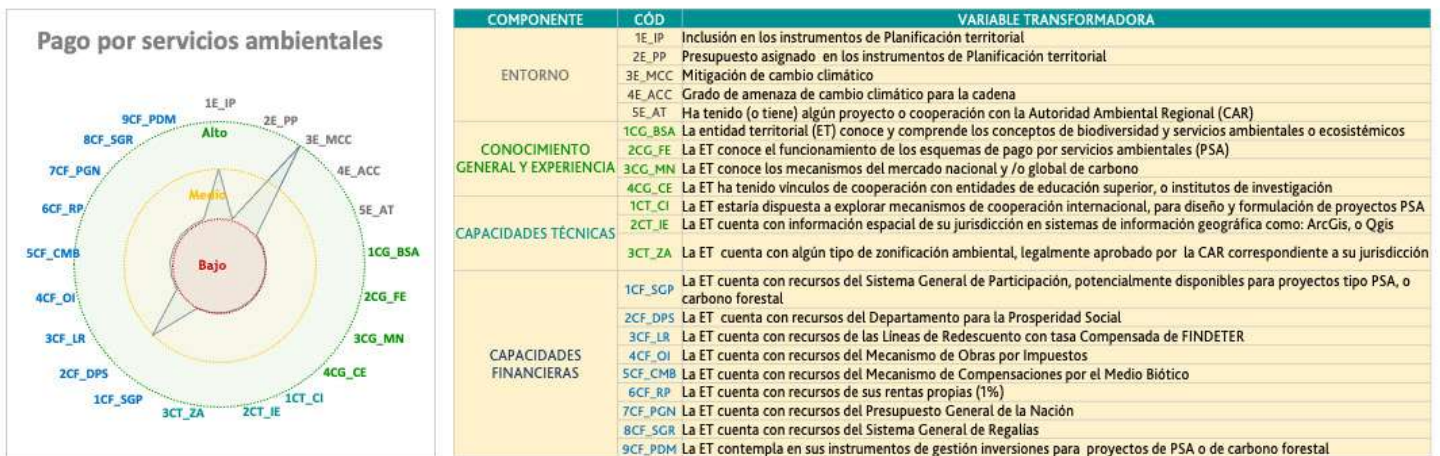 Pago por servicios ambientales
1E_IP
2E_PP
3E_MCC
4E_ACC
5E_AT
1CG_BSA
2CG_FE
3CG_MN
4CG_CE
1CT_CI
2CT_IE
3CT_ZA
1CF_SGP
2CF_DPS
3CF_LR
4CF_OI
5CF_CMB
6CF_RP
7CF_PGN
8CF_SGR
9CF_PDM
Alto
Medio
Bajo
COMPONENTE CÓD VARIABLE TRANSFORMADORA
ENTORNO
1E_IP Inclusión en los instrumentos de Planificación territorial
2E_PP Presupuesto asignado en los instrumentos de Planificación territorial
3E_MCC Mitigación de cambio climático
4E_ACC Grado de amenaza de cambio climático para la cadena
5E_AT Ha tenido (o tiene) algún proyecto o cooperación con la Autoridad Ambiental Regional (CAR)
CONOCIMIENTO
GENERAL Y EXPERIENCIA
1CG_BSA La entidad territorial (ET) conoce y comprende los conceptos de biodiversidad y servicios ambientales o ecosistémicos
2CG_FE La ET conoce el funcionamiento de los esquemas de pago por servicios ambientales (PSA)
3CG_MN La ET conoce los mecanismos del mercado nacional y /o global de carbono
4CG_CE La ET ha tenido vínculos de cooperación con entidades de educación superior, o institutos de investigación
CAPACIDADES TÉCNICAS
1CT_CI La ET estaría dispuesta a explorar mecanismos de cooperación internacional, para diseño y formulación de proyectos PSA
2CT_IE La ET cuenta con información espacial de su jurisdicción en sistemas de información geográfica como: ArcGis, o Qgis
3CT_ZA La ET cuenta con algún tipo de zonificación ambiental, legalmente aprobado por la CAR correspondiente a su jurisdicción
CAPACIDADES
FINANCIERAS
1CF_SGP La ET cuenta con recursos del Sistema General de Participación, potencialmente disponibles para proyectos tipo PSA, o
carbono forestal
2CF_DPS La ET cuenta con recursos del Departamento para la Prosperidad Social
3CF_LR La ET cuenta con recursos de las Líneas de Redescuento con tasa Compensada de FINDETER
4CF_OI La ET cuenta con recursos del Mecanismo de Obras por Impuestos
5CF_CMB La ET cuenta con recursos del Mecanismo de Compensaciones por el Medio Biótico
6CF_RP La ET cuenta con recursos de sus rentas propias (1%)
7CF_PGN La ET cuenta con recursos del Presupuesto General de la Nación
8CF_SGR La ET cuenta con recursos del Sistema General de Regalías
9CF_PDM La ET contempla en sus instrumentos de gestión inversiones para proyectos de PSA o de carbono forestal